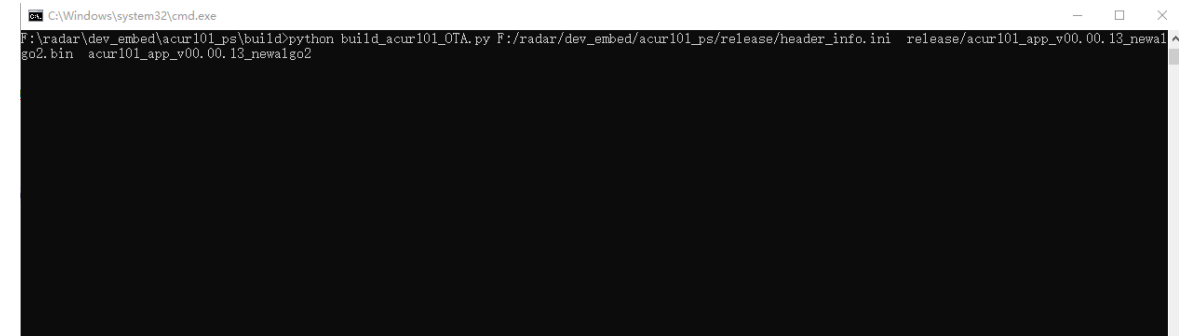 C:\Windows\system32\cmd.exe
F:\radar\dev_embed\acur101_ps\build>python build_acur101_OTA.py F:/radar/dev_embed/acur101_ps/release/header_info.ini  release/acur101_app_v00.00.13_newal
go2.bin  acur101_app_v00.00.13_newalgo2